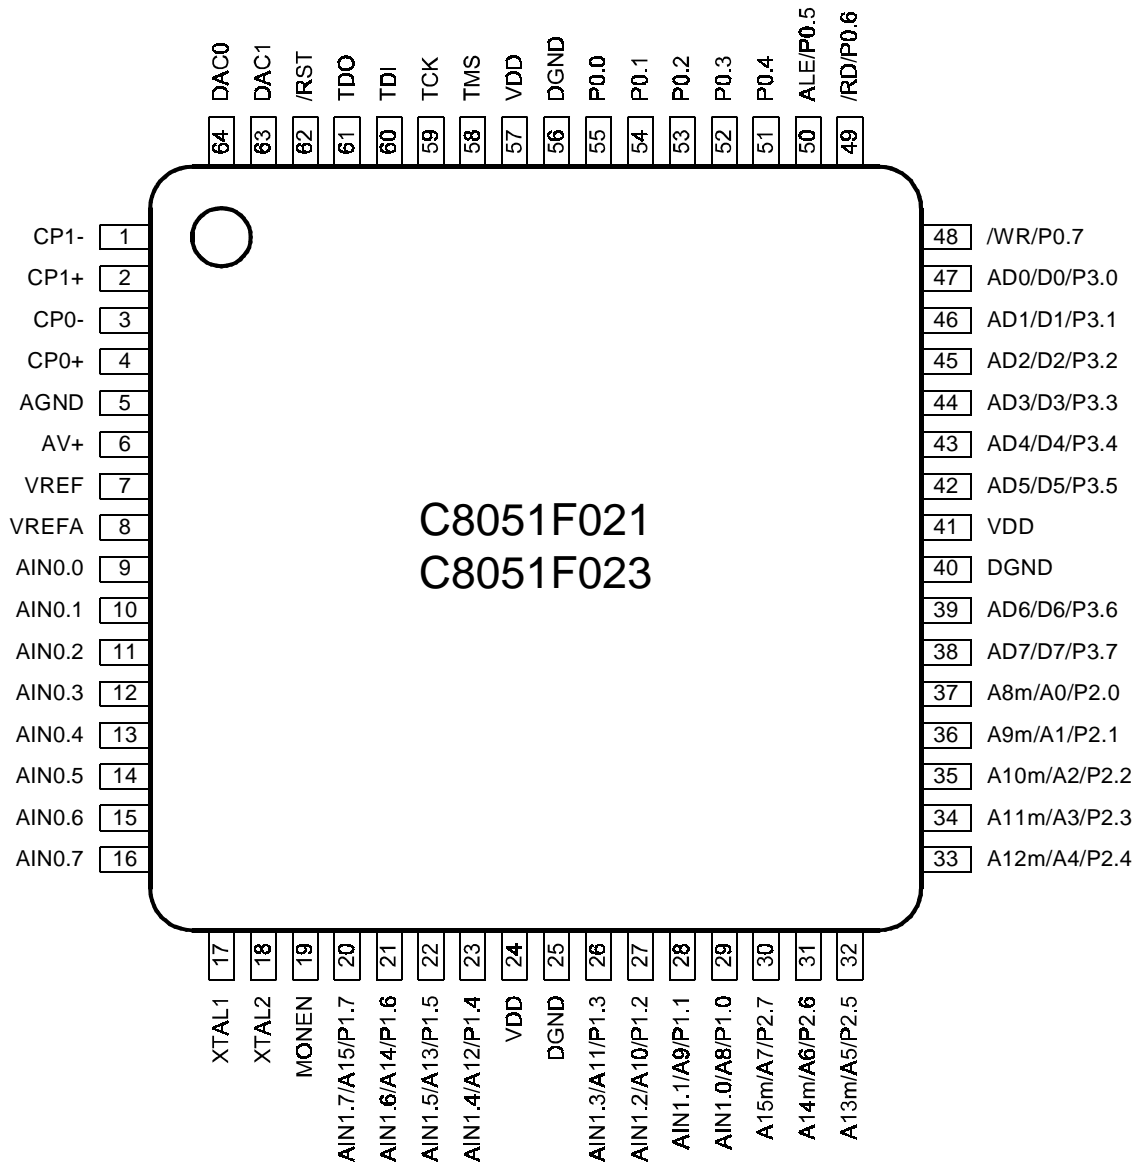 DAC0
DAC1
/RST
TDO
TDI
TCK
TMS
VDD
DGND
P0.0
P0.1
P0.2
P0.3
P0.4
ALE/P0.5
/RD/P0.6
64
63
62
61
60
59
58
57
56
55
54
53
52
51
50
49
CP1- 1
CP1+ 2
CP0- 3
CP0+ 4
AGND 5
AV+ 6
VREF 7
VREFA 8
AIN0.0 9
AIN0.1 10
AIN0.2 11
AIN0.3 12
AIN0.4 13
AIN0.5 14
AIN0.6 15
AIN0.7 16
C8051F021
C8051F023
48 /WR/P0.7
47 AD0/D0/P3.0
46 AD1/D1/P3.1
45 AD2/D2/P3.2
44 AD3/D3/P3.3
43 AD4/D4/P3.4
42 AD5/D5/P3.5
41 VDD
40 DGND
39 AD6/D6/P3.6
38 AD7/D7/P3.7
37 A8m/A0/P2.0
36 A9m/A1/P2.1
35 A10m/A2/P2.2
34 A11m/A3/P2.3
33 A12m/A4/P2.4
17
18
19
20
21
22
23
24
25
26
27
28
29
30
31
32
XTAL1
XTAL2
MONEN
AIN1.7/A15/P1.7
AIN1.6/A14/P1.6
AIN1.5/A13/P1.5
AIN1.4/A12/P1.4
VDD
DGND
AIN1.3/A11/P1.3
AIN1.2/A10/P1.2
AIN1.1/A9/P1.1
AIN1.0/A8/P1.0
A15m/A7/P2.7
A14m/A6/P2.6
A13m/A5/P2.5